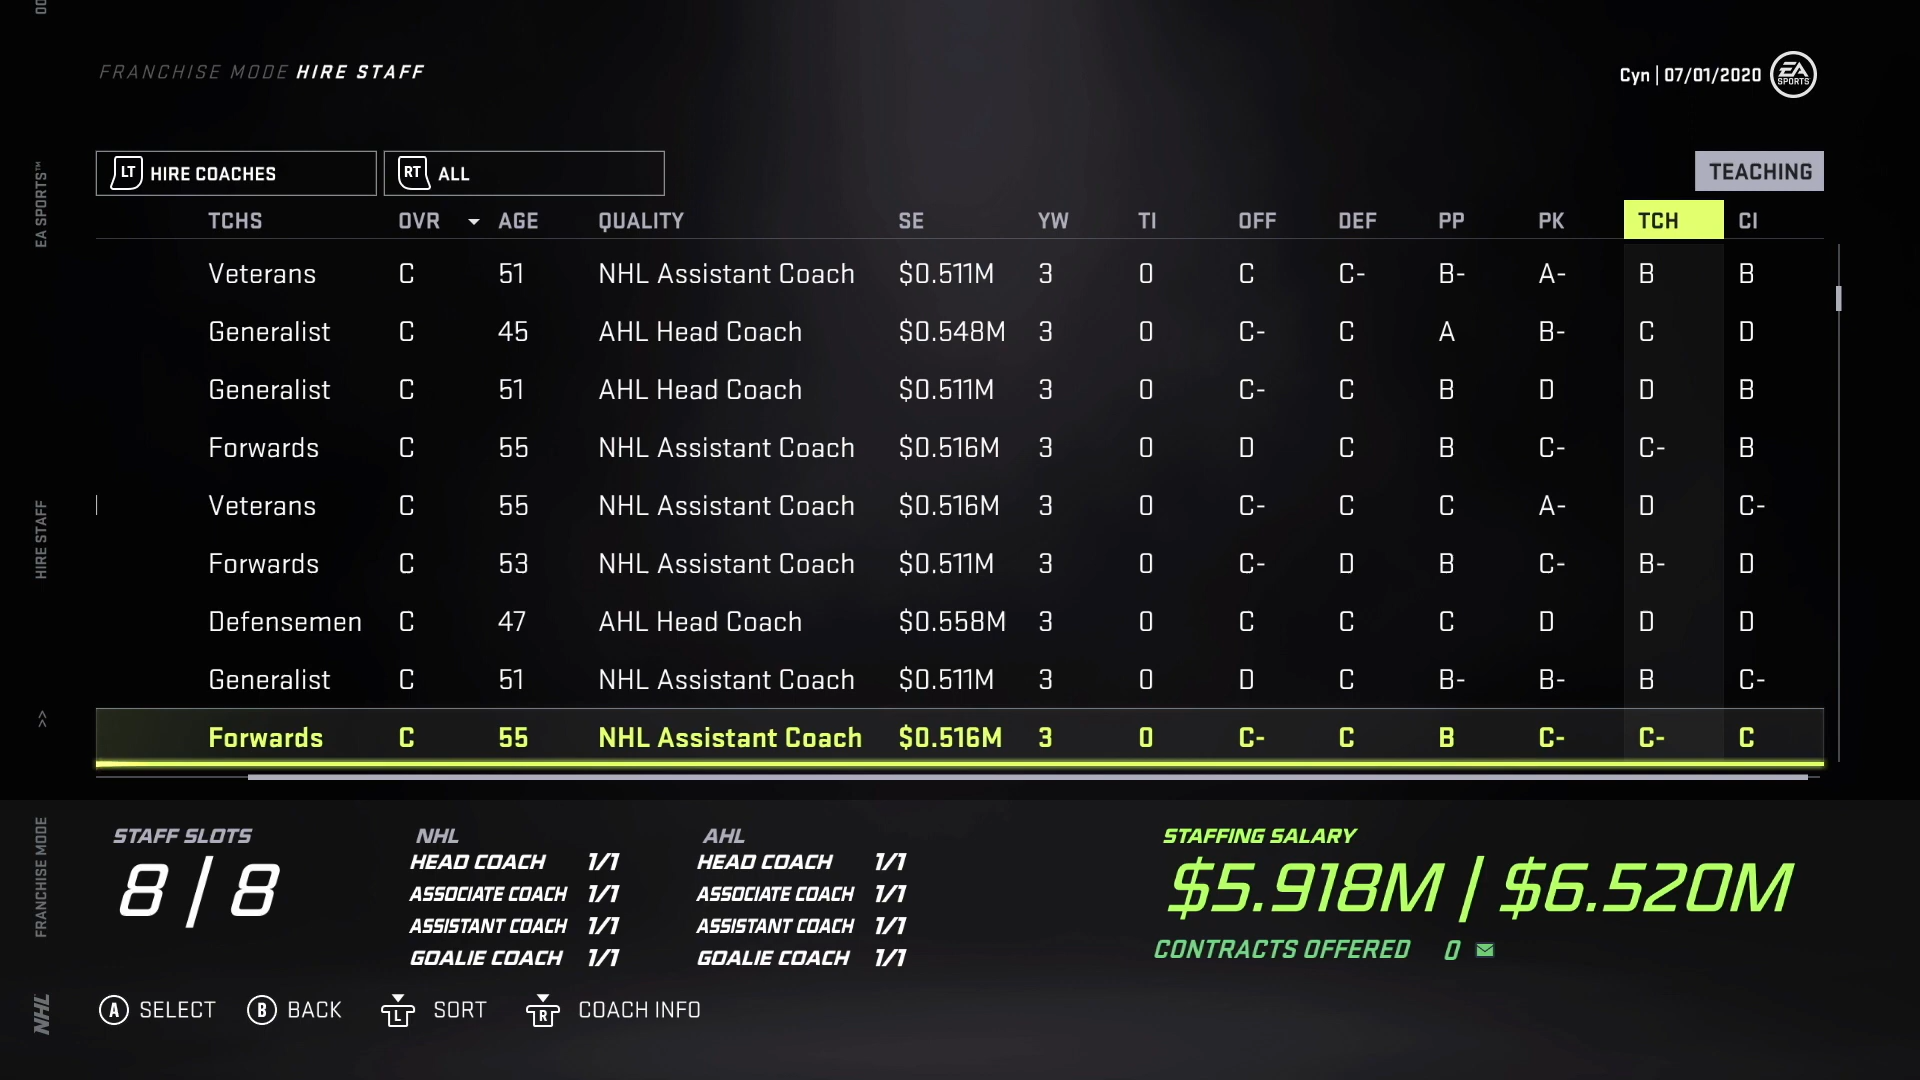 FRANCHISE MODE HIRE STAFF
Cyn | 07/01/2020 EA SPORTS
LT HIRE COACHES RT ALL TEACHING
TCHS OVR AGE QUALITY SE YW TI OFF DEF PP PK TCH CI
Veterans C 51 NHL Assistant Coach $0.511M 3 0 C C- B- A- B B
Generalist C 45 AHL Head Coach $0.548M 3 0 C- C A B- C D
Generalist C 51 AHL Head Coach $0.511M 3 0 C- C B D D B
Forwards C 55 NHL Assistant Coach $0.516M 3 0 D C B C- C- B
Veterans C 55 NHL Assistant Coach $0.516M 3 0 C- C C A- D C-
Forwards C 53 NHL Assistant Coach $0.511M 3 0 C- D B C- B- D
Defensemen C 47 AHL Head Coach $0.558M 3 0 C C C D D D
Generalist C 51 NHL Assistant Coach $0.511M 3 0 D C B- B- B C-
Forwards C 55 NHL Assistant Coach $0.516M 3 0 C- C B C- C- C
STAFF SLOTS
8 / 8
NHL
HEAD COACH 1/1
ASSOCIATE COACH 1/1
ASSISTANT COACH 1/1
GOALIE COACH 1/1
AHL
HEAD COACH 1/1
ASSOCIATE COACH 1/1
ASSISTANT COACH 1/1
GOALIE COACH 1/1
STAFFING SALARY
$5.918M | $6.520M
CONTRACTS OFFERED 0
A SELECT B BACK L SORT R COACH INFO
NHL
FRANCHISE MODE
>>
HIRE STAFF
EA SPORTS™